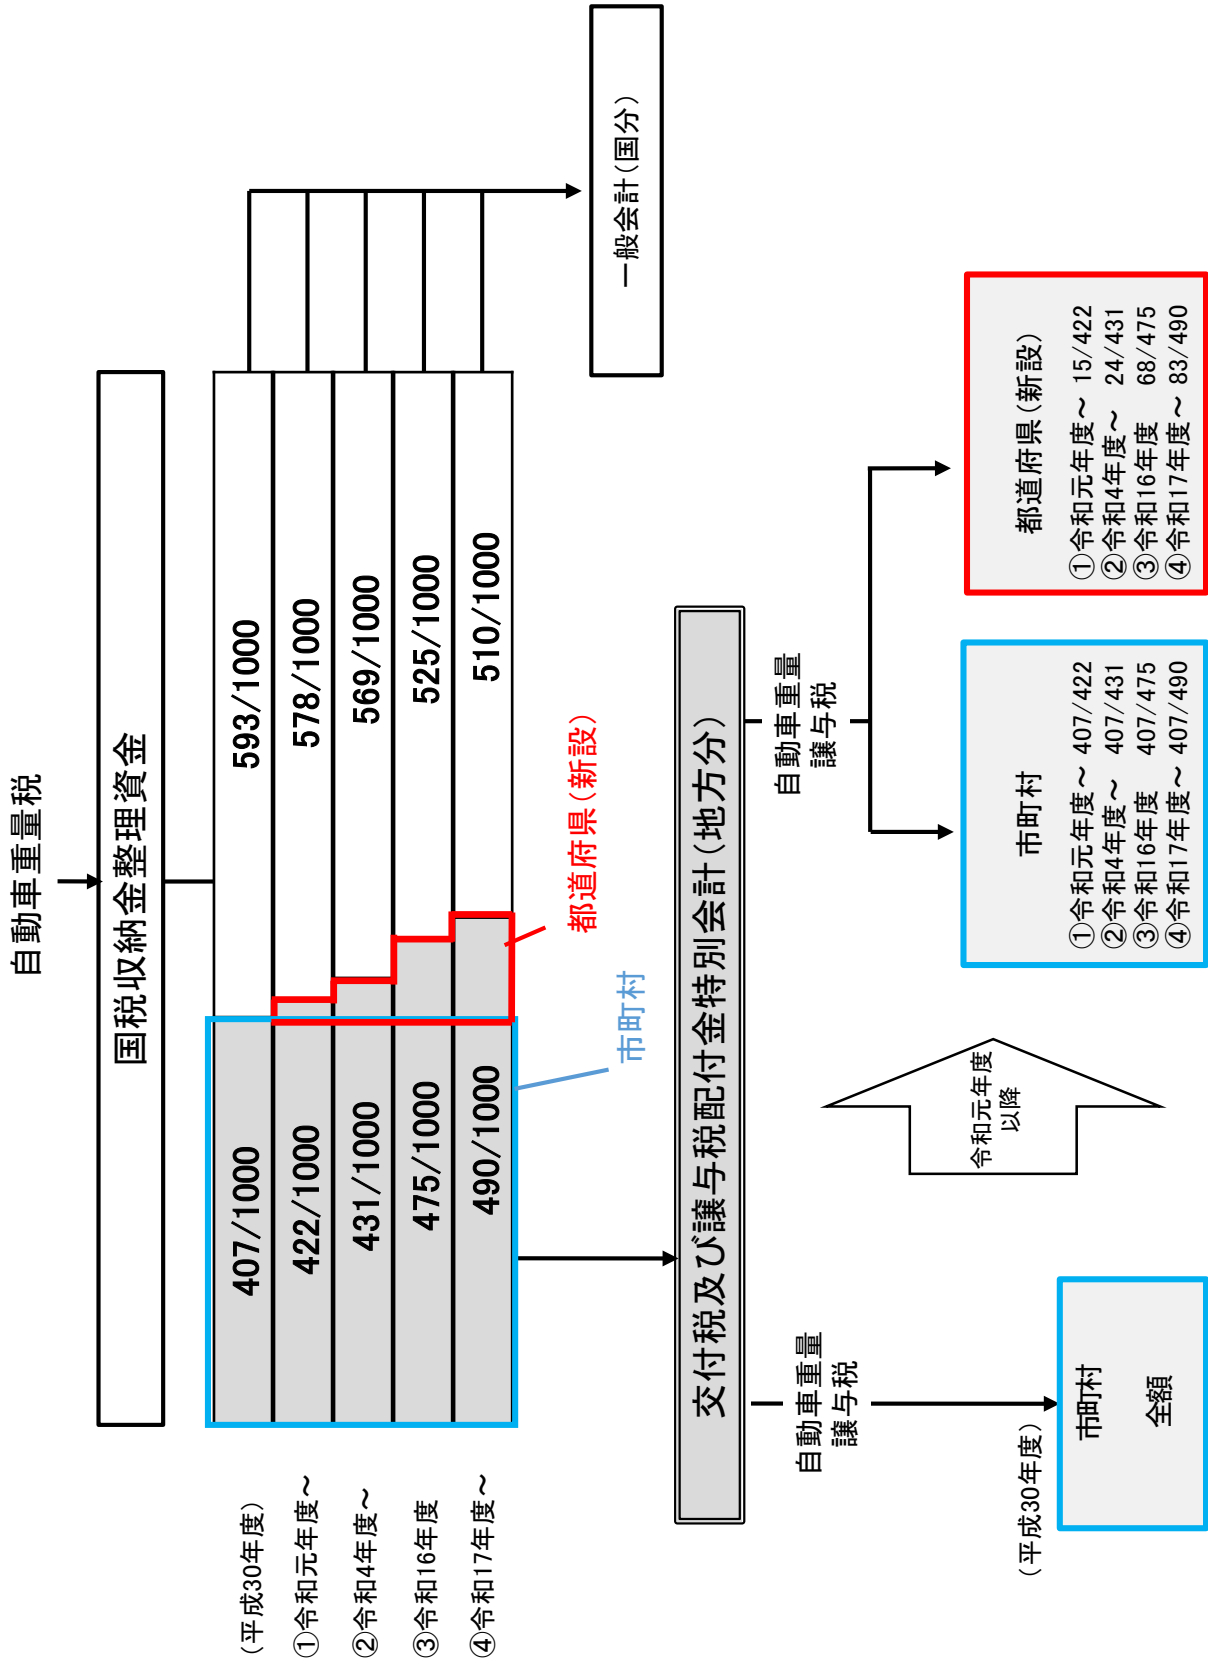 自動車重量税
国税収納金整理資金
(平成30年度)
407/1000
593/1000
①令和元年度～
422/1000
578/1000
②令和4年度～
431/1000
569/1000
③令和16年度
475/1000
525/1000
④令和17年度～
490/1000
510/1000
市町村
都道府県(新設)
一般会計(国分)
交付税及び譲与税配付金特別会計(地方分)
自動車重量
譲与税
(平成30年度)
市町村
全額
令和元年度
以降
自動車重量
譲与税
市町村
①令和元年度～ 407/422
②令和4年度～ 407/431
③令和16年度 407/475
④令和17年度～ 407/490
都道府県(新設)
①令和元年度～ 15/422
②令和4年度～ 24/431
③令和16年度 68/475
④令和17年度～ 83/490